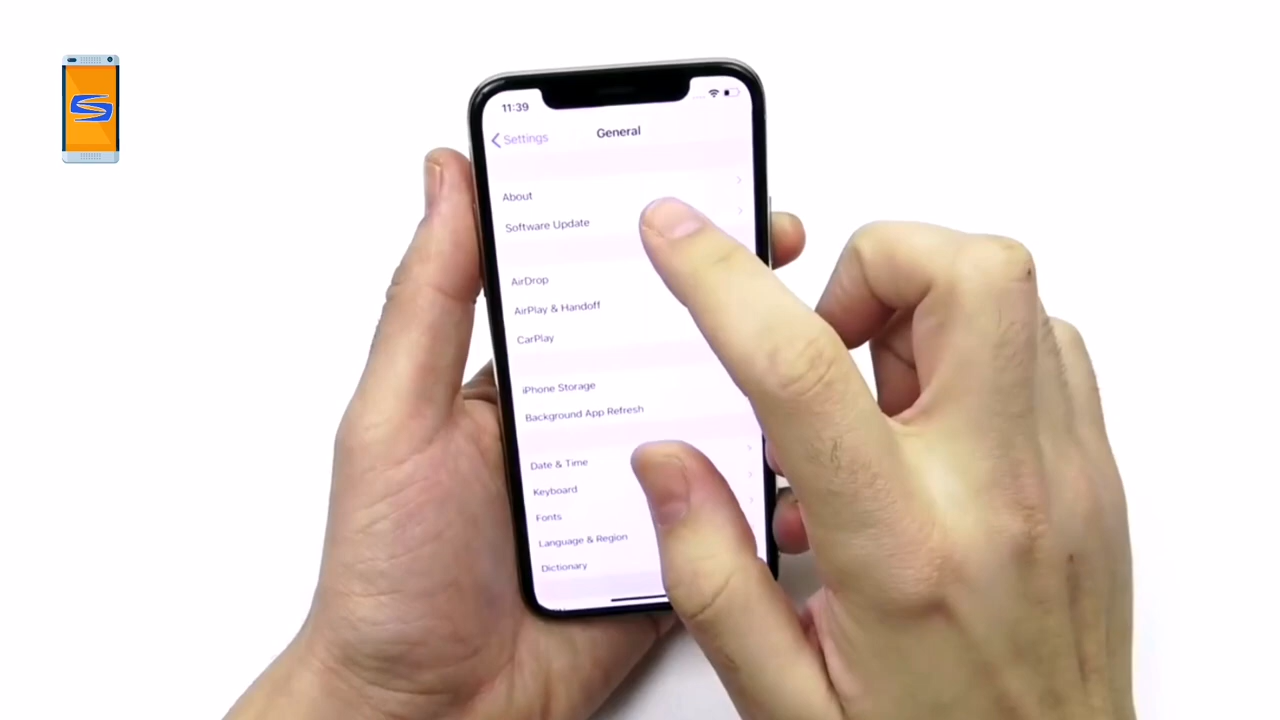 11:39
Settings
General
About
Software Update
AirDrop
AirPlay & Handoff
CarPlay
iPhone Storage
Background App Refresh
Date & Time
Keyboard
Fonts
Language & Region
Dictionary